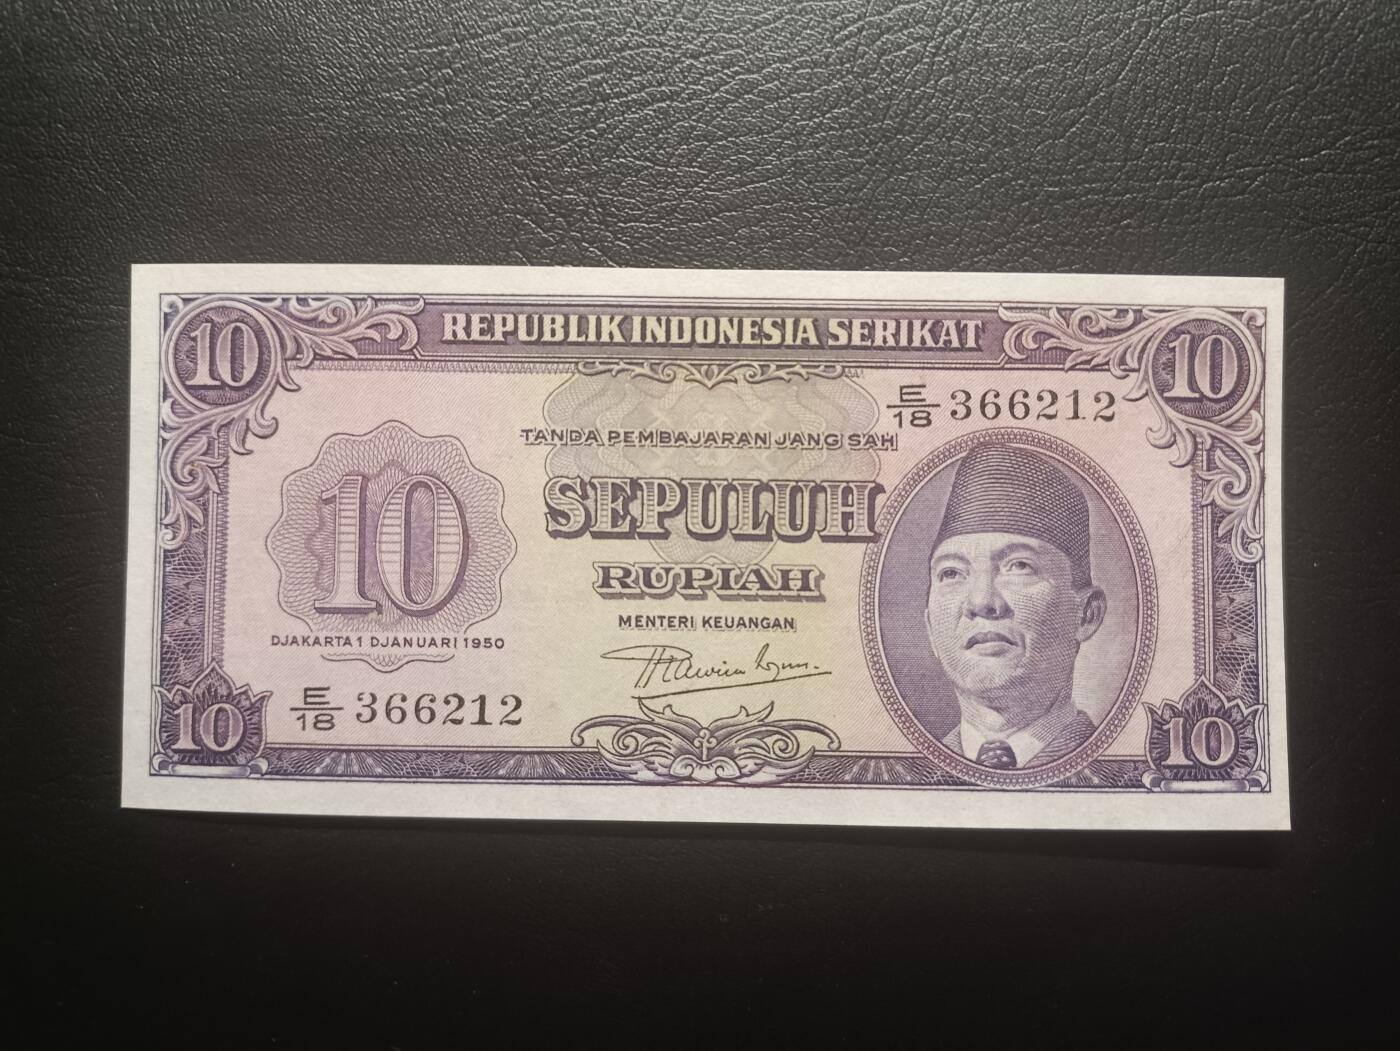 10 REPUBLIK INDONESIA SERIKAT 10
E/18 366212
TANDA PEMBAJARAN JANG SAH
10 SEPULUH
RUPIAH
MENTERI KEUANGAN
DJAKARTA 1 DJANUARI 1950
E/18 366212
10 10